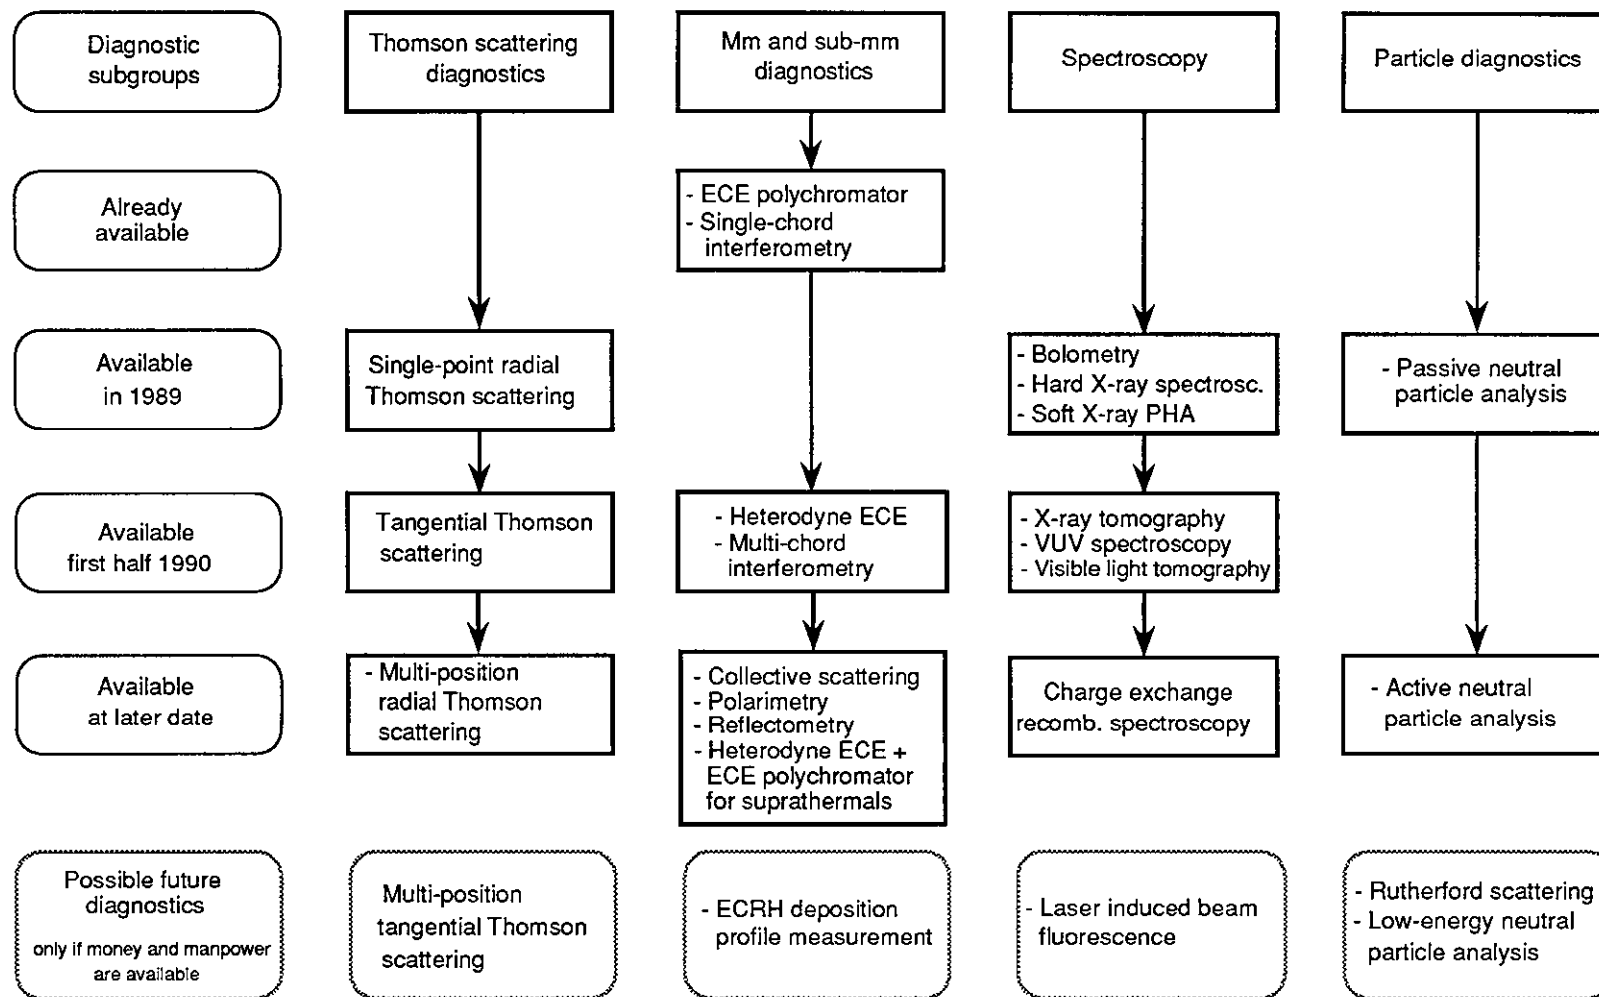 Diagnostic
subgroups
Thomson scattering
diagnostics
Mm and sub-mm
diagnostics
Spectroscopy
Particle diagnostics
Already
available
- ECE polychromator
- Single-chord
interferometry
Available
in 1989
Single-point radial
Thomson scattering
- Bolometry
- Hard X-ray spectrosc.
- Soft X-ray PHA
- Passive neutral
particle analysis
Available
first half 1990
Tangential Thomson
scattering
- Heterodyne ECE
- Multi-chord
interferometry
- X-ray tomography
- VUV spectroscopy
- Visible light tomography
Available
at later date
- Multi-position
radial Thomson
scattering
- Collective scattering
- Polarimetry
- Reflectometry
- Heterodyne ECE +
ECE polychromator
for suprathermals
Charge exchange
recomb. spectroscopy
- Active neutral
particle analysis
Possible future
diagnostics
only if money and manpower
are available
Multi-position
tangential Thomson
scattering
- ECRH deposition
profile measurement
- Laser induced beam
fluorescence
- Rutherford scattering
- Low-energy neutral
particle analysis